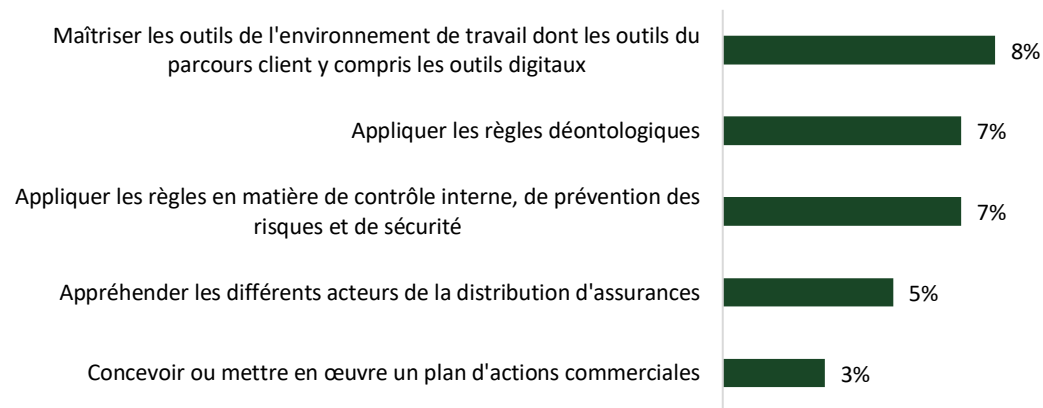 Maîtriser les outils de l'environnement de travail dont les outils du
parcours client y compris les outils digitaux
8%
Appliquer les règles déontologiques
7%
Appliquer les règles en matière de contrôle interne, de prévention des
risques et de sécurité
7%
Appréhender les différents acteurs de la distribution d'assurances
5%
Concevoir ou mettre en œuvre un plan d'actions commerciales
3%